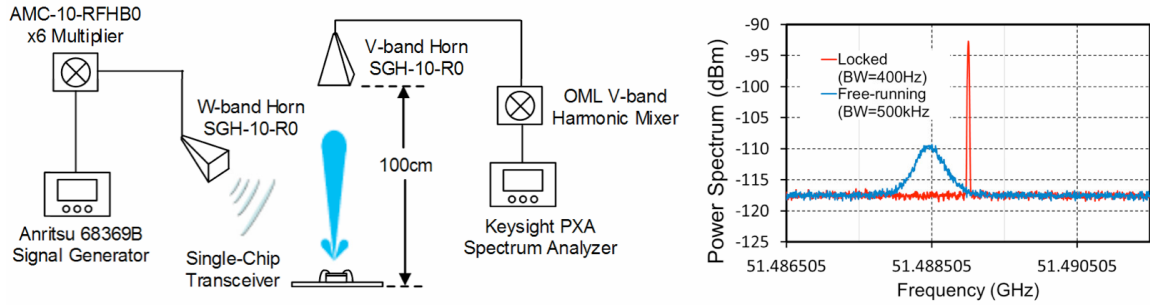 AMC-10-RFHB0
x6 Multiplier
V-band Horn
SGH-10-R0
W-band Horn
SGH-10-R0
OML V-band
Harmonic Mixer
100cm
Anritsu 68369B
Signal Generator
Single-Chip
Transceiver
Keysight PXA
Spectrum Analyzer
Power Spectrum (dBm)
-90
-95
-100
-105
-110
-115
-120
-125
Locked
(BW=400Hz)
Free-running
(BW=500kHz
51.486505
51.488505
51.490505
Frequency (GHz)